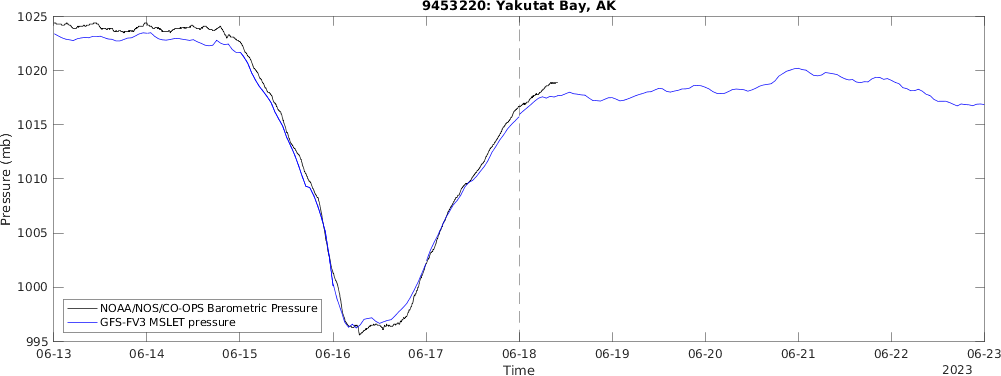 9453220: Yakutat Bay, AK
1025
1020
1015
1010
1005
1000
995
Pressure (mb)
NOAA/NOS/CO-OPS Barometric Pressure
GFS-FV3 MSLET pressure
06-13 06-14 06-15 06-16 06-17 06-18 06-19 06-20 06-21 06-22 06-23
Time
2023